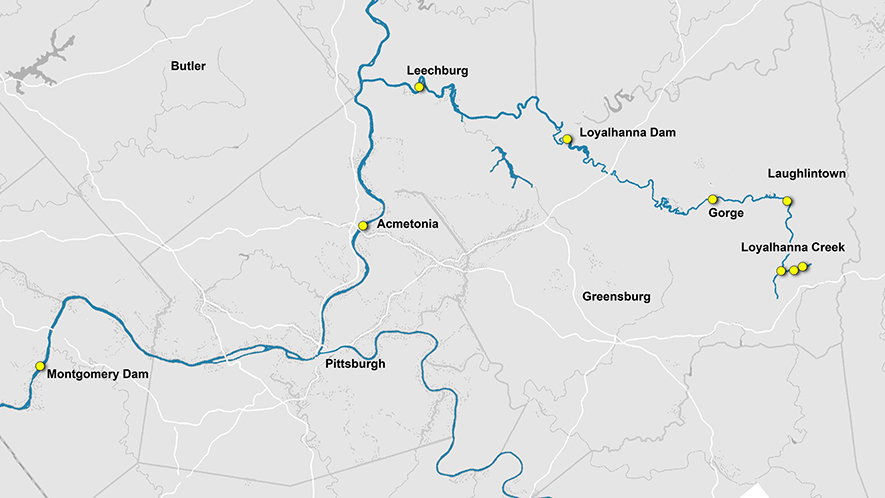 Butler
Leechburg
Loyalhanna Dam
Laughlintown
Gorge
Acmetonia
Loyalhanna Creek
Greensburg
Pittsburgh
Montgomery Dam